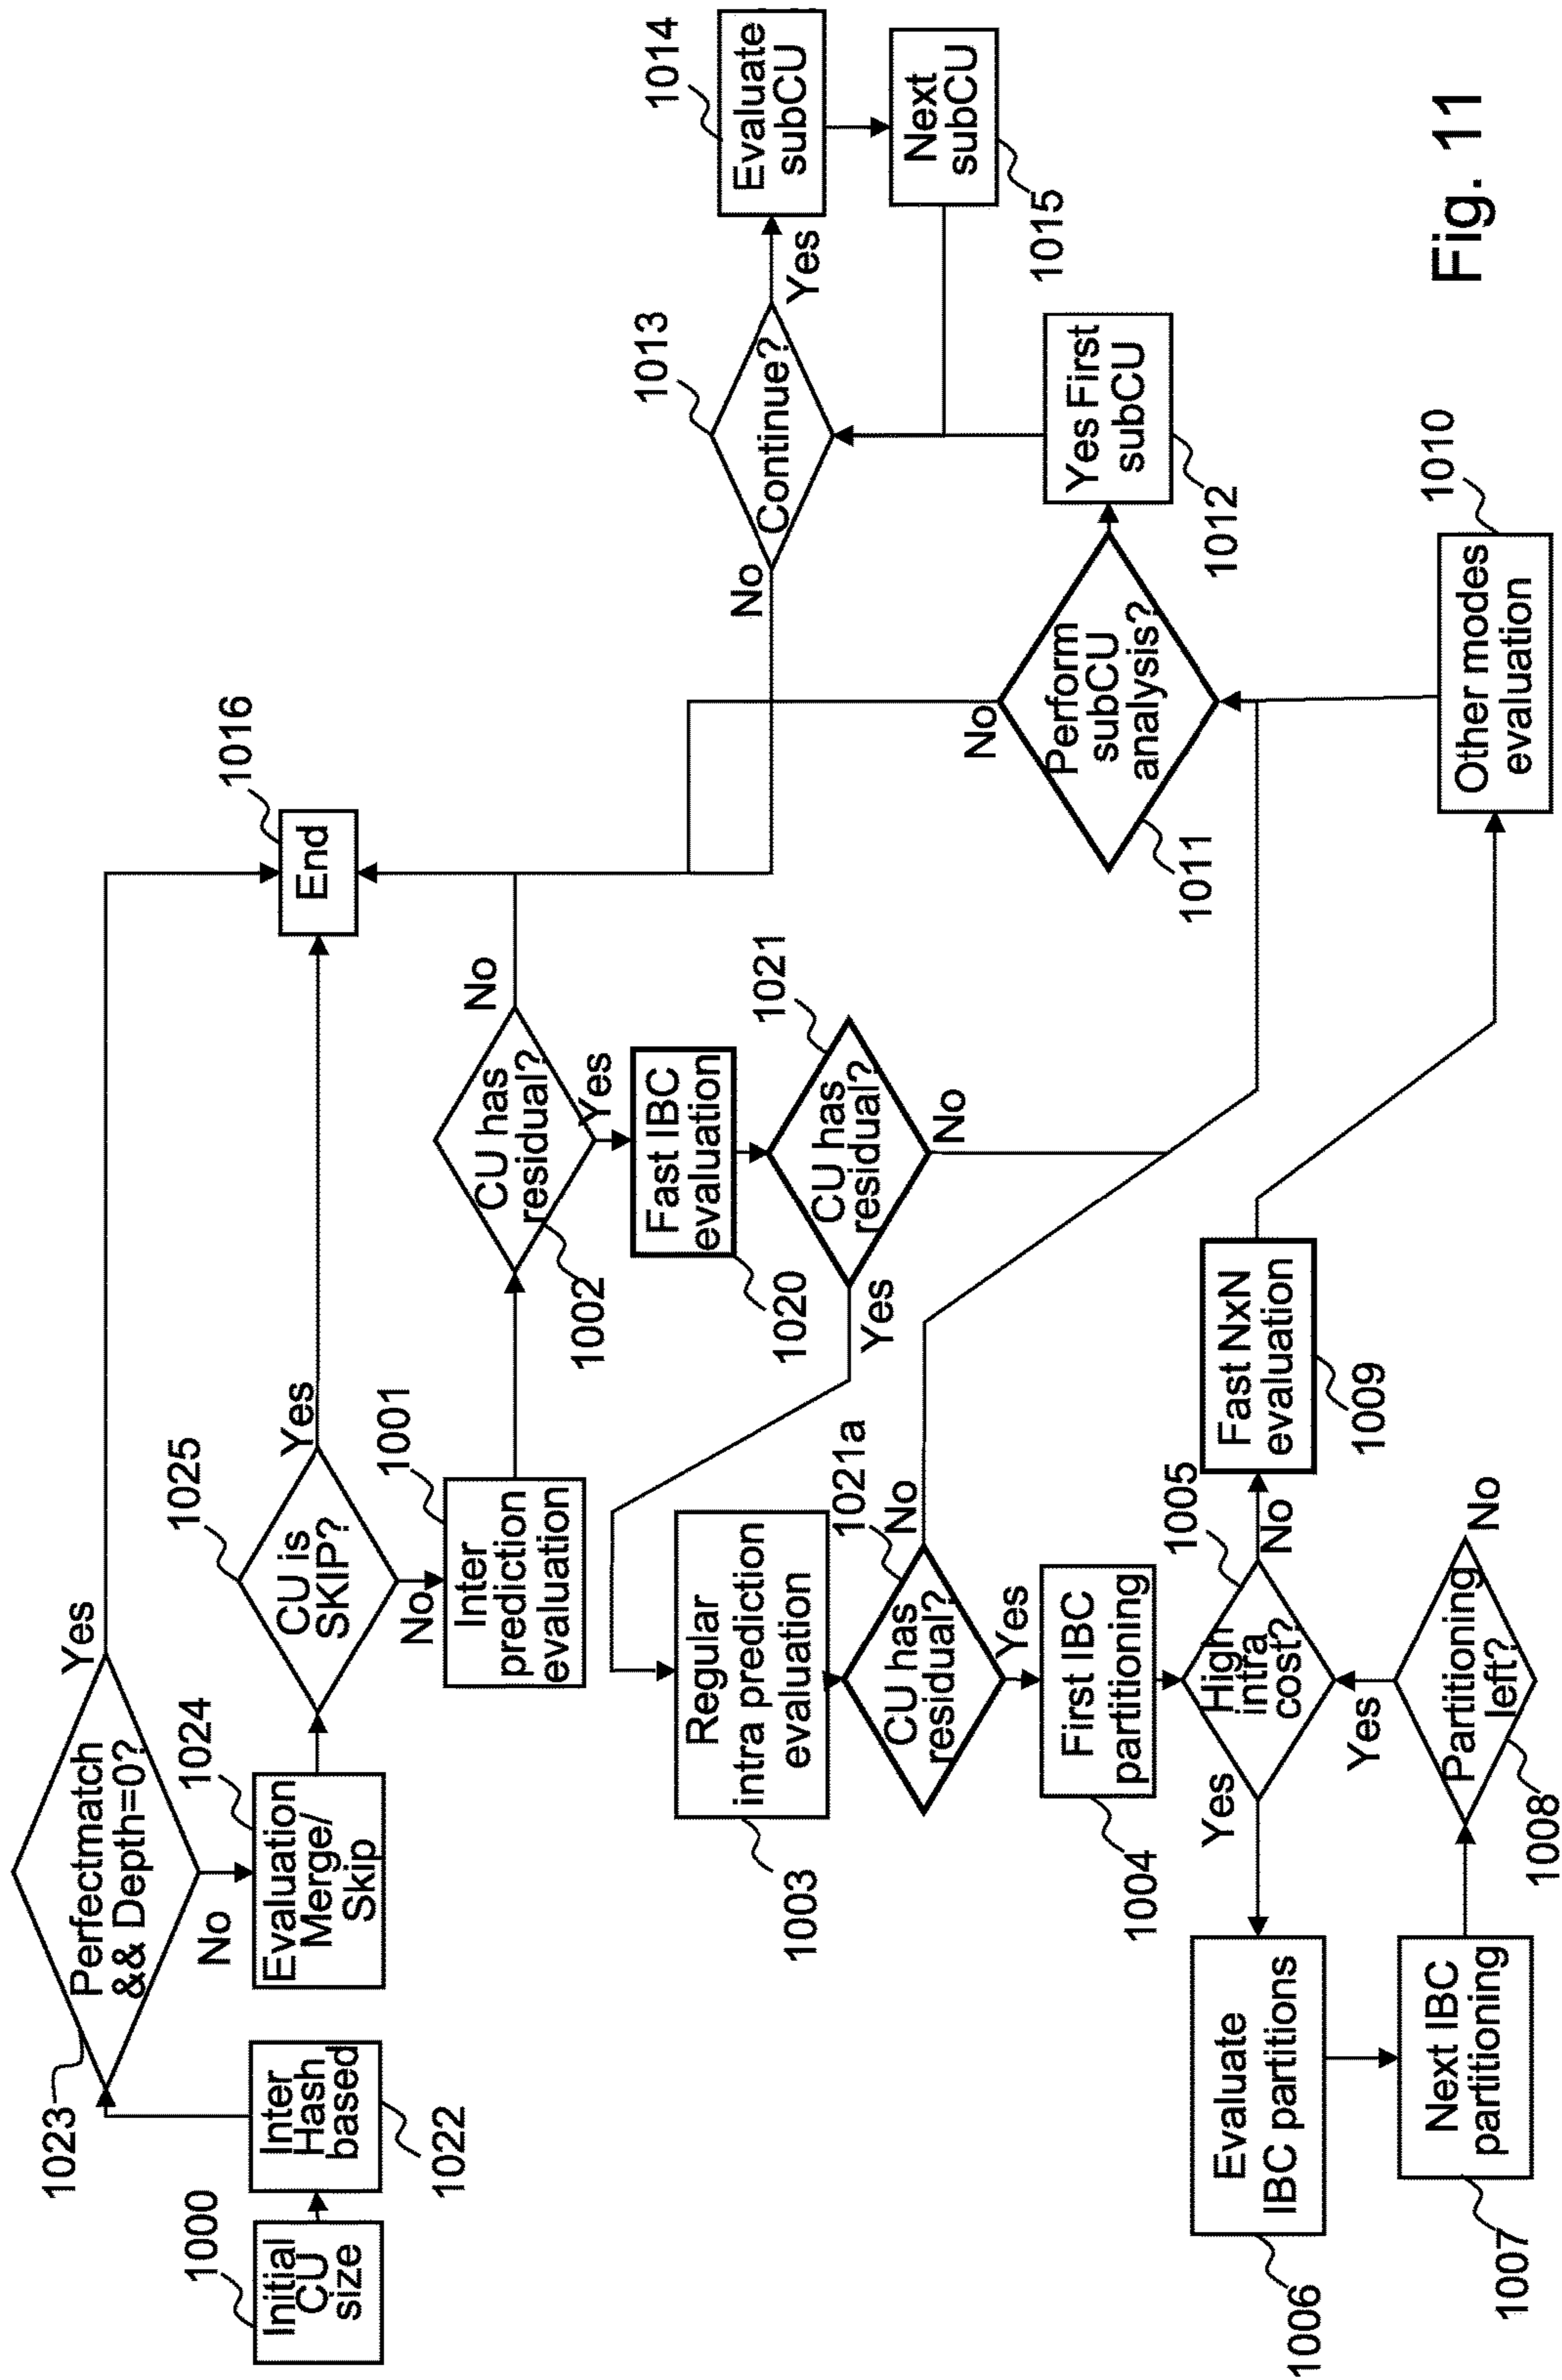 1000
Initial
CU
size
Inter
Hash
based
1022
1023
Perfectmatch
&& Depth=0?
Yes
No
1024
Evaluation
Merge/
Skip
1025
CU is
SKIP?
Yes
No
1001
Inter
prediction
evaluation
1016
End
CU has
residual?
No
Yes
1002
Fast IBC
evaluation
1020
1021
CU has
residual?
Yes
No
Regular
intra prediction
evaluation
1003
1021a
CU has
residual?
No
Yes
First IBC
partitioning
1004
1005
High
intra
cost?
Yes
No
Evaluate
IBC partitions
1006
Next IBC
partitioning
1007
Partitioning
left?
Yes
No
1008
Fast NxN
evaluation
1009
Other modes
evaluation
1010
Perform
subCU
analysis?
No
1011
Yes First
subCU
1012
1013
Continue?
No
Yes
1014
Evaluate
subCU
Next
subCU
1015
Fig. 11